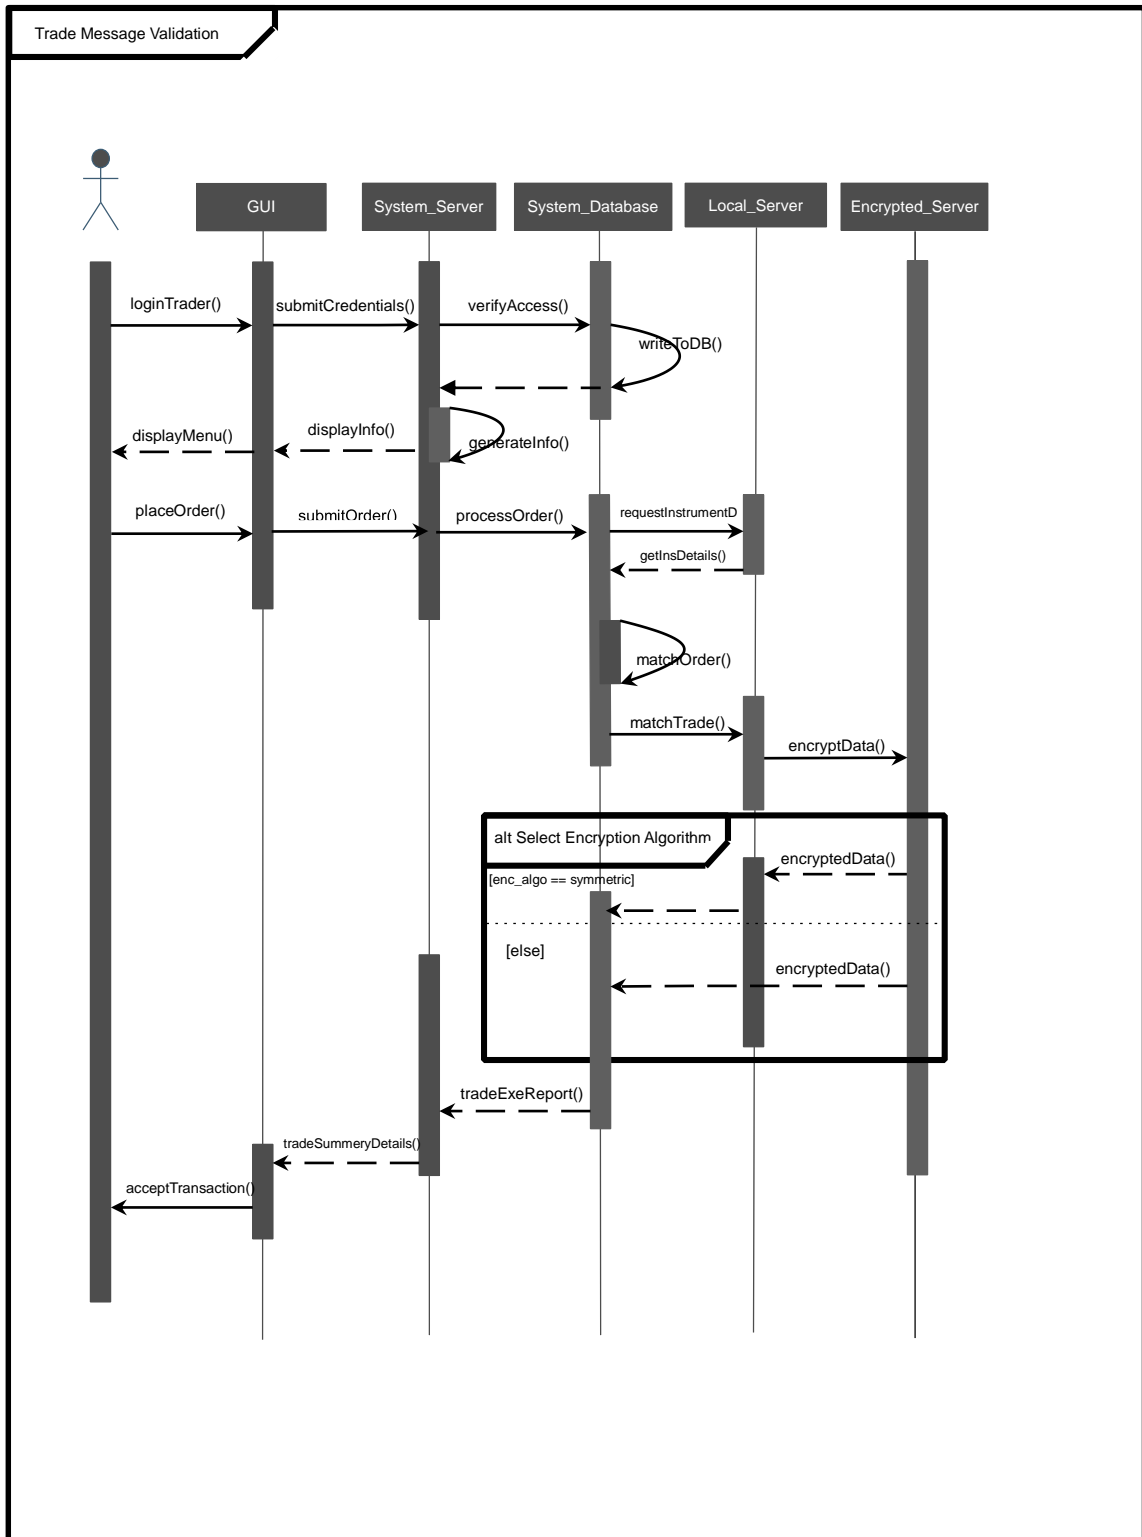 Trade Message Validation
GUI
System_Server
System_Database
Local_Server
Encrypted_Server
loginTrader()
submitCredentials()
verifyAccess()
writeToDB()
displayMenu()
displayInfo()
generateInfo()
placeOrder()
submitOrder()
processOrder()
requestInstrumentD
getInsDetails()
matchOrder()
matchTrade()
encryptData()
alt Select Encryption Algorithm
encryptedData()
[enc_algo == symmetric]
[else]
encryptedData()
tradeExeReport()
tradeSummeryDetails()
acceptTransaction()